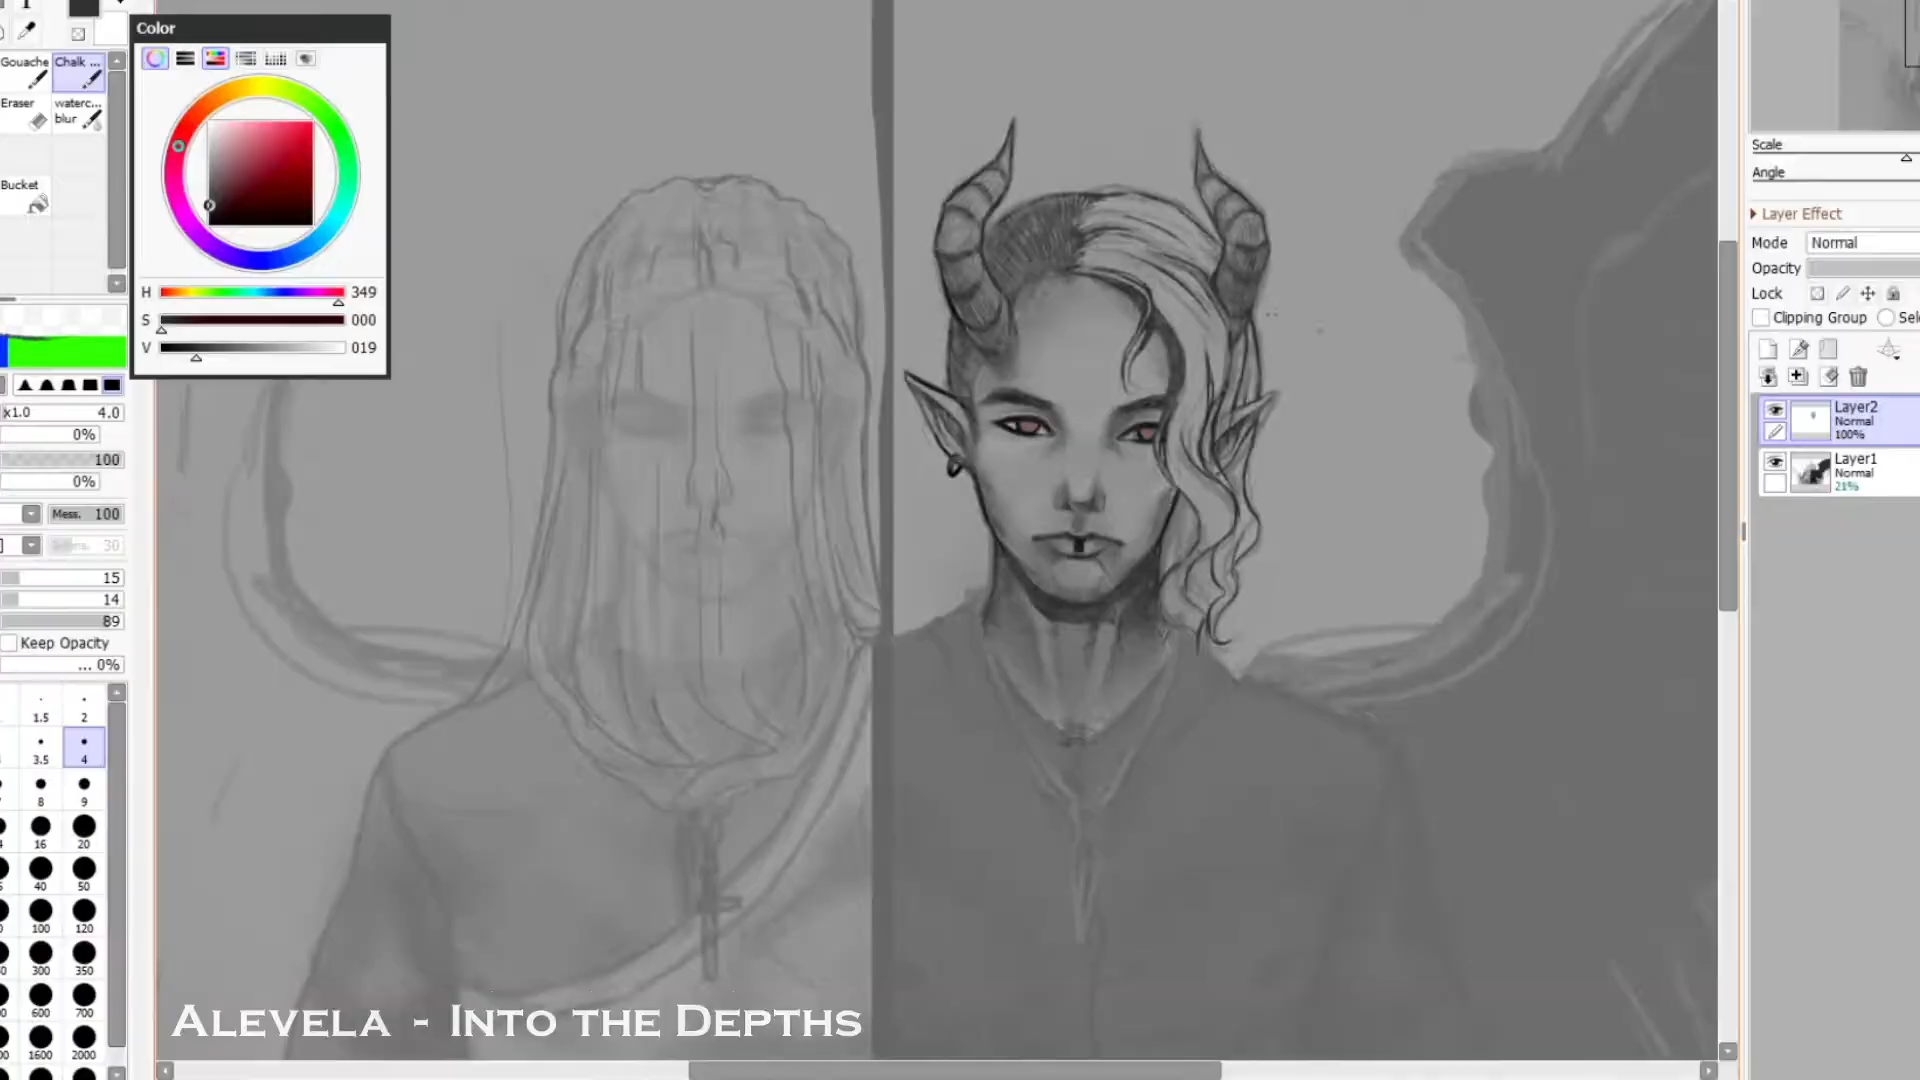 Color
Gouache
Chalk ...
Eraser
waterc...
blur
Bucket
H 349
S 000
V 019
x1.0 4.0
0%
100
0%
Mess. 100
30
15
14
89
Keep Opacity
... 0%
1.5 2
3.5 4
8 9
16 20
40 50
100 120
300 350
600 700
1600 2000
Scale
Angle
Layer Effect
Mode Normal
Opacity
Lock
Clipping Group
Layer2
Normal
100%
Layer1
Normal
21%
Alevela - Into the Depths